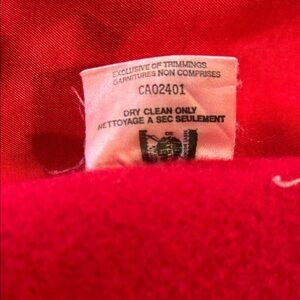 EXCLUSIVE OF TRIMMINGS
GARNITURES NON COMPRISES
CA02401
DRY CLEAN ONLY
NETTOYAGE A SEC SEULEMENT